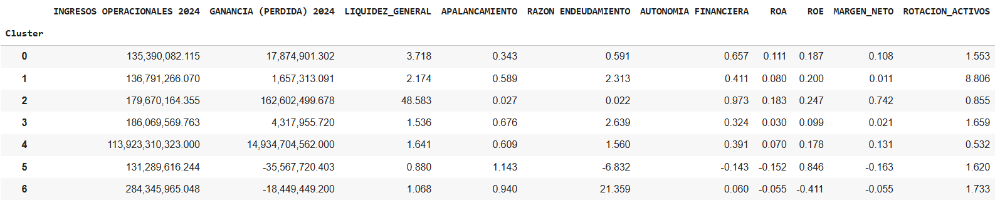 INGRESOS OPERACIONALES 2024 GANANCIA (PERDIDA) 2024 LIQUIDEZ_GENERAL APALANCAMIENTO RAZON ENDEUDAMIENTO AUTONOMIA FINANCIERA ROA ROE MARGEN_NETO ROTACION_ACTIVOS
Cluster
0 135,390,082.115 17,874,901.302 3.718 0.343 0.591 0.657 0.111 0.187 0.108 1.553
1 136,791,266.070 1,657,313.091 2.174 0.589 2.313 0.411 0.080 0.200 0.011 8.806
2 179,670,164.355 162,602,499.678 48.583 0.027 0.022 0.973 0.183 0.247 0.742 0.855
3 186,069,569.763 4,317,955.720 1.536 0.676 2.639 0.324 0.030 0.099 0.021 1.659
4 113,923,310,323.000 14,934,704,562.000 1.641 0.609 1.560 0.391 0.070 0.178 0.131 0.532
5 131,289,616.244 -35,567,720.403 0.880 1.143 -6.832 -0.143 -0.152 0.846 -0.163 1.620
6 284,345,965.048 -18,449,449.200 1.068 0.940 21.359 0.060 -0.055 -0.411 -0.055 1.733